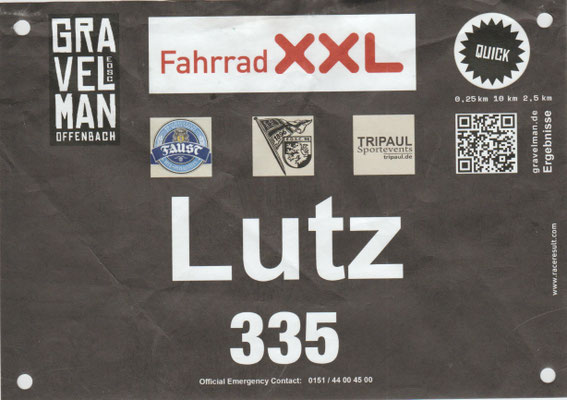 GRA
VEL
MAN
EOSC
OFFENBACH
Fahrrad XXL
QUICK
0,25 km 10 km 2,5 km
FAUST
TRIPAUL
Sportevents
tripaul.de
gravelman.de
Ergebnisse
Lutz
335
www.raceresult.com
Official Emergency Contact: 0151 / 44 00 45 00